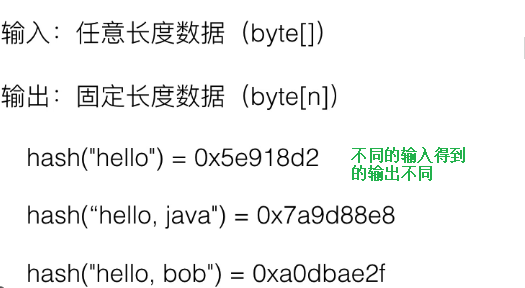 输入：任意长度数据（byte[]）
输出：固定长度数据（byte[n]）
hash("hello") = 0x5e918d2
不同的输入得到
的输出不同
hash(“hello, java") = 0x7a9d88e8
hash("hello, bob") = 0xa0dbae2f